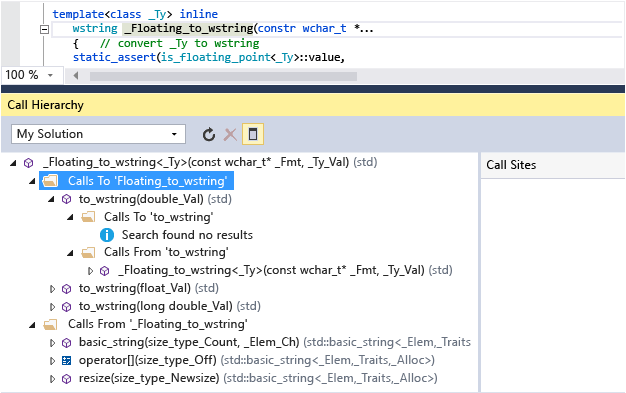 template<class _Ty> inline
wstring _Floating_to_wstring(constr wchar_t *...
{ // convert _Ty to wstring
static_assert(is_floating_point<_Ty>::value,
100 %
Call Hierarchy
My Solution
_Floating_to_wstring<_Ty>(const wchar_t* _Fmt, _Ty_Val) (std)
Call Sites
Calls To 'Floating_to_wstring'
to_wstring(double_Val) (std)
Calls To 'to_wstring'
Search found no results
Calls From 'to_wstring'
_Floating_to_wstring<_Ty>(const wchar_t* _Fmt, _Ty_Val) (std)
to_wstring(float_Val) (std)
to_wstring(long double_Val) (std)
Calls From '_Floating_to_wstring'
basic_string(size_type_Count, _Elem_Ch) (std::basic_string<_Elem,_Traits
operator[](size_type_Off) (std::basic_string<_Elem,_Traits,_Alloc>)
resize(size_type_Newsize) (std::basic_string<_Elem,_Traits,_Alloc>)